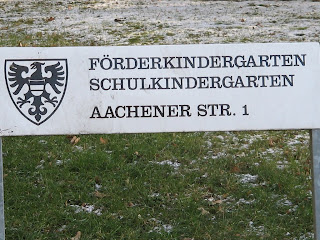 FÖRDERKINDERGARTEN
SCHULKINDERGARTEN
AACHENER STR. 1